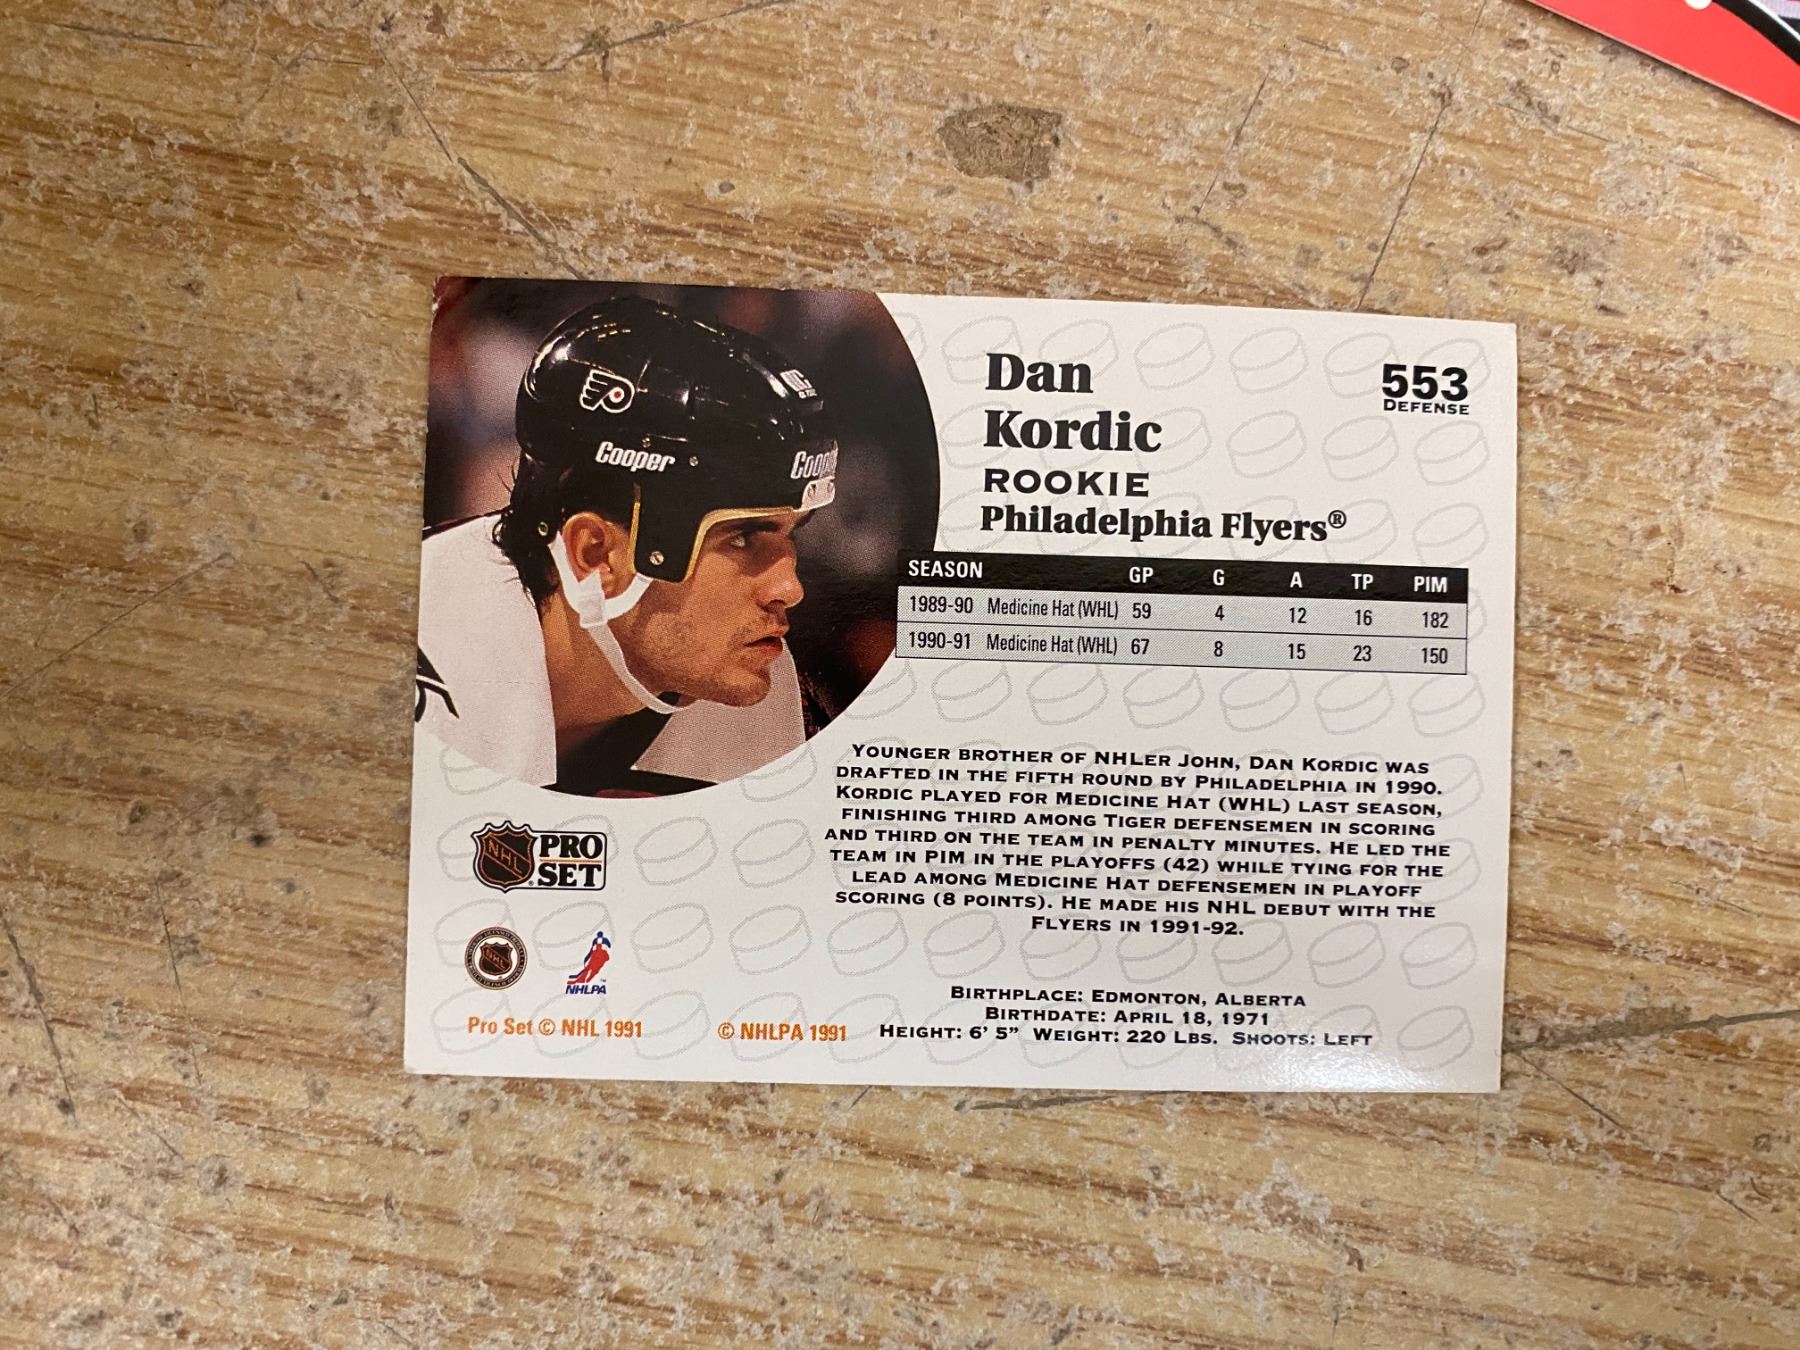 Dan
Kordic
ROOKIE
Philadelphia Flyers®
553
DEFENSE
Cooper
Cooper
SEASON GP G A TP PIM
1989-90 Medicine Hat (WHL) 59 4 12 16 182
1990-91 Medicine Hat (WHL) 67 8 15 23 150
YOUNGER BROTHER OF NHLER JOHN, DAN KORDIC WAS
DRAFTED IN THE FIFTH ROUND BY PHILADELPHIA IN 1990.
KORDIC PLAYED FOR MEDICINE HAT (WHL) LAST SEASON,
FINISHING THIRD AMONG TIGER DEFENSEMEN IN SCORING
AND THIRD ON THE TEAM IN PENALTY MINUTES. HE LED THE
TEAM IN PIM IN THE PLAYOFFS (42) WHILE TYING FOR THE
LEAD AMONG MEDICINE HAT DEFENSEMEN IN PLAYOFF
SCORING (8 POINTS). HE MADE HIS NHL DEBUT WITH THE
FLYERS IN 1991-92.
NHL
PRO
SET
NHL
NHLPA
BIRTHPLACE: EDMONTON, ALBERTA
BIRTHDATE: APRIL 18, 1971
HEIGHT: 6' 5" WEIGHT: 220 LBS. SHOOTS: LEFT
Pro Set © NHL 1991
© NHLPA 1991